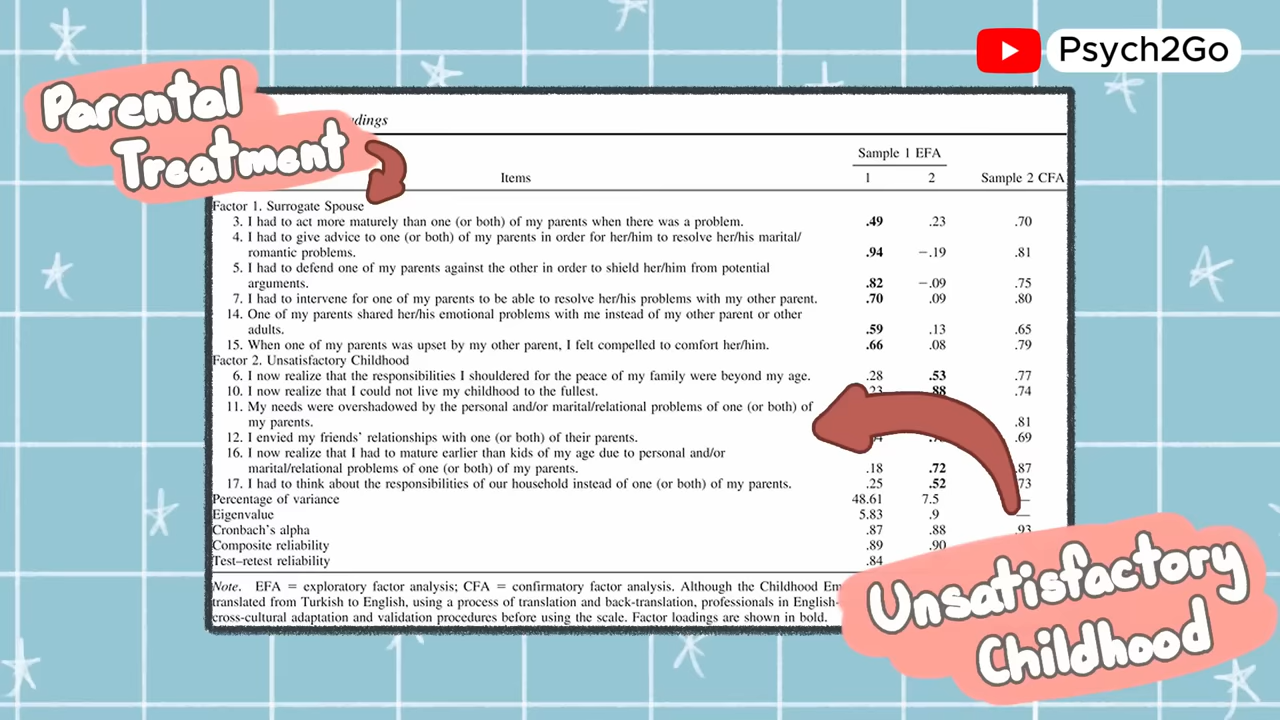 Psych2Go
Parental
Treatment
Sample 1 EFA
Items 1 2 Sample 2 CFA
Factor 1. Surrogate Spouse
3. I had to act more maturely than one (or both) of my parents when there was a problem. .49 .23 .70
4. I had to give advice to one (or both) of my parents in order for her/him to resolve her/his marital/
romantic problems. .94 −.19 .81
5. I had to defend one of my parents against the other in order to shield her/him from potential
arguments. .82 −.09 .75
7. I had to intervene for one of my parents to be able to resolve her/his problems with my other parent. .70 .09 .80
14. One of my parents shared her/his emotional problems with me instead of my other parent or other
adults. .59 .13 .65
15. When one of my parents was upset by my other parent, I felt compelled to comfort her/him. .66 .08 .79
Factor 2. Unsatisfactory Childhood
6. I now realize that the responsibilities I shouldered for the peace of my family were beyond my age. .28 .53 .77
10. I now realize that I could not live my childhood to the fullest. .74
11. My needs were overshadowed by the personal and/or marital/relational problems of one (or both) of
my parents. .81
12. I envied my friends' relationships with one (or both) of their parents. .69
16. I now realize that I had to mature earlier than kids of my age due to personal and/or
marital/relational problems of one (or both) of my parents. .18 .72 .87
17. I had to think about the responsibilities of our household instead of one (or both) of my parents. .25 .52 .73
Percentage of variance 48.61 7.5 —
Eigenvalue 5.83 .9 —
Cronbach's alpha .87 .88 .93
Composite reliability .89 .90
Test–retest reliability .84
Note. EFA = exploratory factor analysis; CFA = confirmatory factor analysis. Although the Childhood
translated from Turkish to English, using a process of translation and back-translation, professionals in English-
cross-cultural adaptation and validation procedures before using the scale. Factor loadings are shown in bold.
Unsatisfactory
Childhood